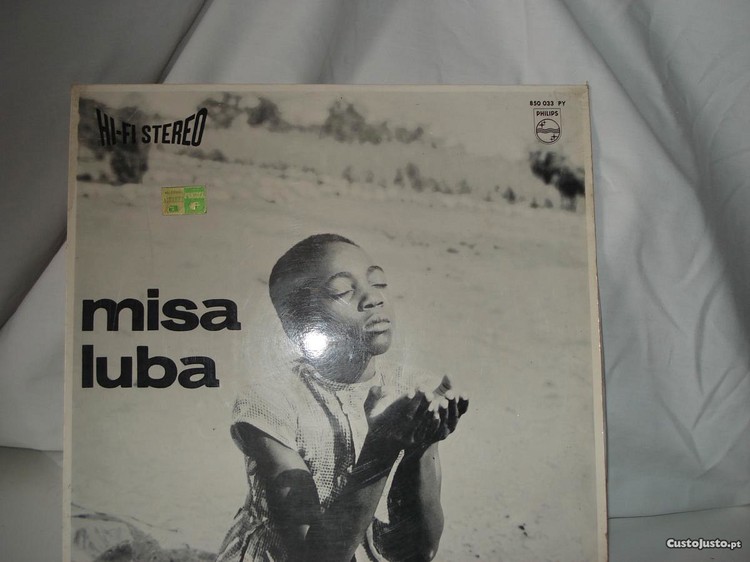 850 033 PY
PHILIPS
HI-FI STEREO
misa
luba
CustoJusto.pt